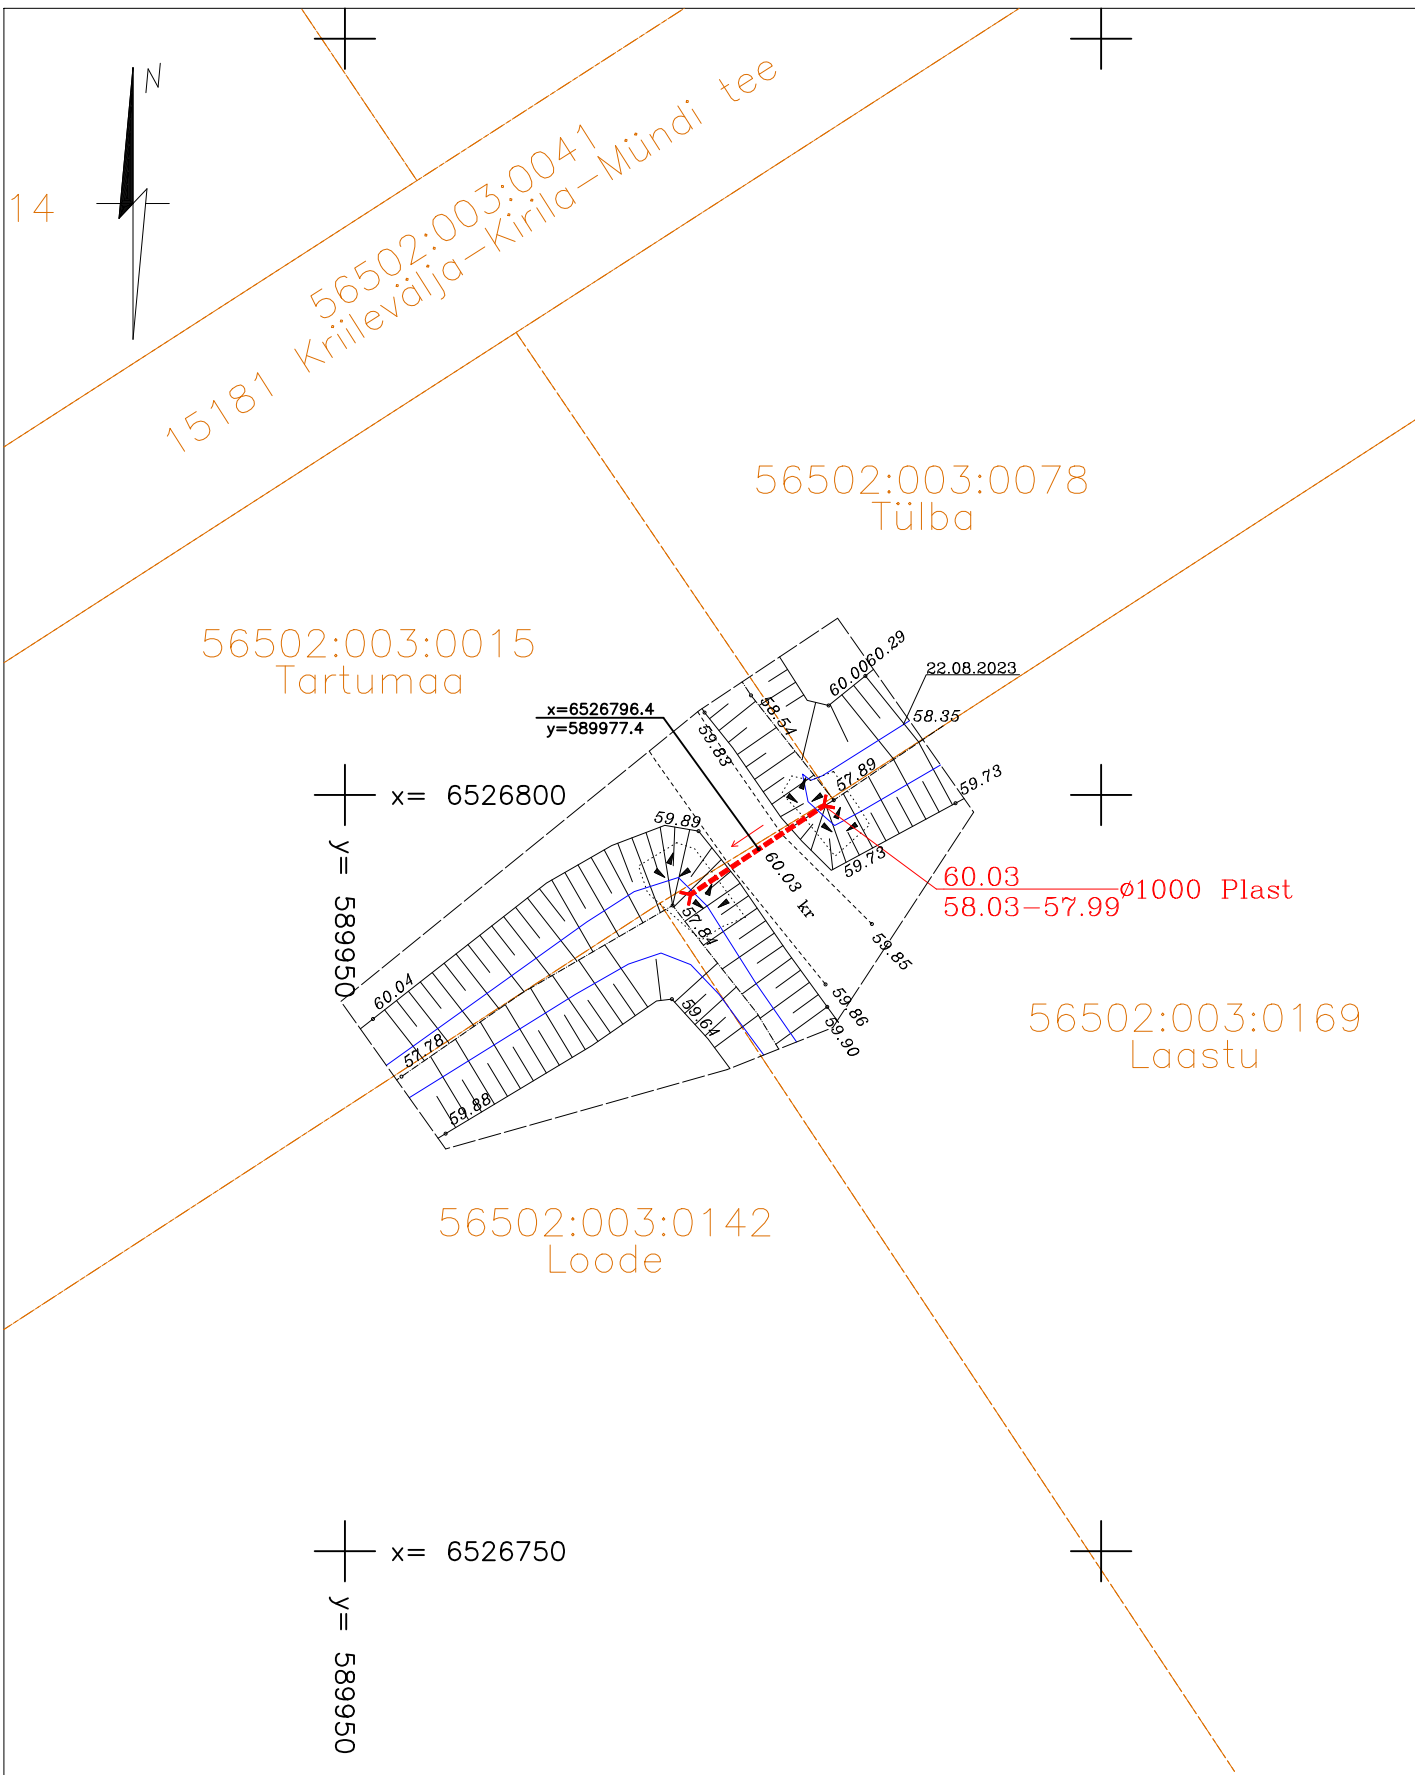 N
14
56502:003:0041
15181 Kriilevälja-Kirila-Mündi tee
56502:003:0078
Tülba
56502:003:0015
Tartumaa
60.00
60.29
22.08.2023
58.54
58.35
x=6526796.4
y=589977.4
59.83
57.89
59.73
x= 6526800
y= 589950
59.89
60.03 kr
59.73
60.03
58.03-57.99
ø1000 Plast
57.84
59.85
60.04
59.86
59.64
59.90
56502:003:0169
Laastu
57.78
59.88
56502:003:0142
Loode
x= 6526750
y= 589950